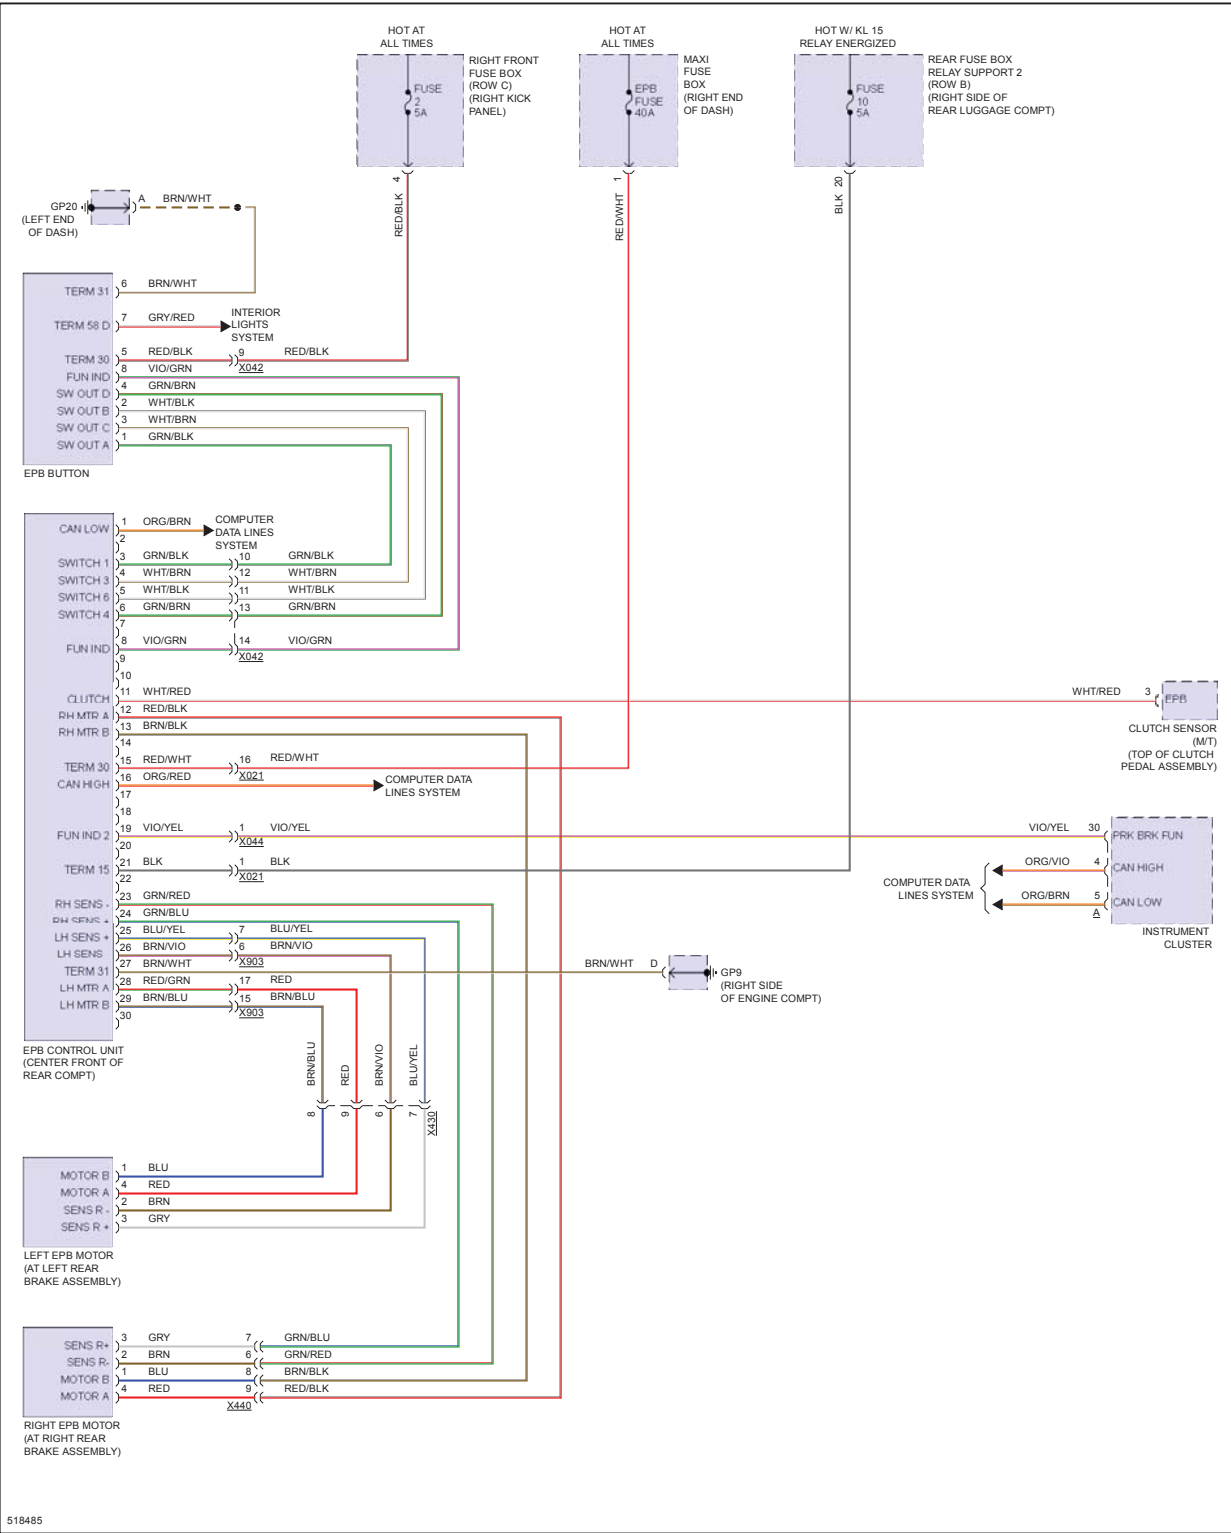 HOT AT
ALL TIMES
RIGHT FRONT
FUSE BOX
(ROW C)
(RIGHT KICK
PANEL)
FUSE
2
5A
4
RED/BLK
HOT AT
ALL TIMES
MAXI
FUSE
BOX
(RIGHT END
OF DASH)
EPB
FUSE
40A
1
RED/WHT
HOT W/ KL 15
RELAY ENERGIZED
REAR FUSE BOX
RELAY SUPPORT 2
(ROW B)
(RIGHT SIDE OF
REAR LUGGAGE COMPT)
FUSE
10
5A
20
BLK
GP20
(LEFT END
OF DASH)
A BRN/WHT
TERM 31 6 BRN/WHT
TERM 58 D 7 GRY/RED
INTERIOR
LIGHTS
SYSTEM
TERM 30 5 RED/BLK 9 RED/BLK
X042
FUN IND 8 VIO/GRN
SW OUT D 4 GRN/BRN
SW OUT B 2 WHT/BLK
SW OUT C 3 WHT/BRN
SW OUT A 1 GRN/BLK
EPB BUTTON
CAN LOW 1 ORG/BRN
COMPUTER
DATA LINES
SYSTEM
2
SWITCH 1 3 GRN/BLK 10 GRN/BLK
SWITCH 3 4 WHT/BRN 12 WHT/BRN
SWITCH 6 5 WHT/BLK 11 WHT/BLK
SWITCH 4 6 GRN/BRN 13 GRN/BRN
7
FUN IND 8 VIO/GRN 14 VIO/GRN
X042
9
10
CLUTCH 11 WHT/RED WHT/RED 3 EPB
CLUTCH SENSOR
(M/T)
(TOP OF CLUTCH
PEDAL ASSEMBLY)
RH MTR A 12 RED/BLK
RH MTR B 13 BRN/BLK
14
TERM 30 15 RED/WHT 16 RED/WHT
X021
CAN HIGH 16 ORG/RED
COMPUTER DATA
LINES SYSTEM
17
18
FUN IND 2 19 VIO/YEL 1 VIO/YEL VIO/YEL 30 PRK BRK FUN
X044
20
TERM 15 21 BLK 1 BLK
X021
22
COMPUTER DATA
LINES SYSTEM
ORG/VIO 4 CAN HIGH
ORG/BRN 5 CAN LOW
A
INSTRUMENT
CLUSTER
RH SENS - 23 GRN/RED
RH SENS + 24 GRN/BLU
LH SENS + 25 BLU/YEL 7 BLU/YEL
LH SENS 26 BRN/VIO 6 BRN/VIO
X903
TERM 31 27 BRN/WHT BRN/WHT D
GP9
(RIGHT SIDE
OF ENGINE COMPT)
LH MTR A 28 RED/GRN 17 RED
LH MTR B 29 BRN/BLU 15 BRN/BLU
X903
30
EPB CONTROL UNIT
(CENTER FRONT OF
REAR COMPT)
BRN/BLU
RED
BRN/VIO
BLU/YEL
8
9
6
7
X430
MOTOR B 1 BLU
MOTOR A 4 RED
SENS R - 2 BRN
SENS R + 3 GRY
LEFT EPB MOTOR
(AT LEFT REAR
BRAKE ASSEMBLY)
SENS R+ 3 GRY 7 GRN/BLU
SENS R- 2 BRN 6 GRN/RED
MOTOR B 1 BLU 8 BRN/BLK
MOTOR A 4 RED 9 RED/BLK
X440
RIGHT EPB MOTOR
(AT RIGHT REAR
BRAKE ASSEMBLY)
518485